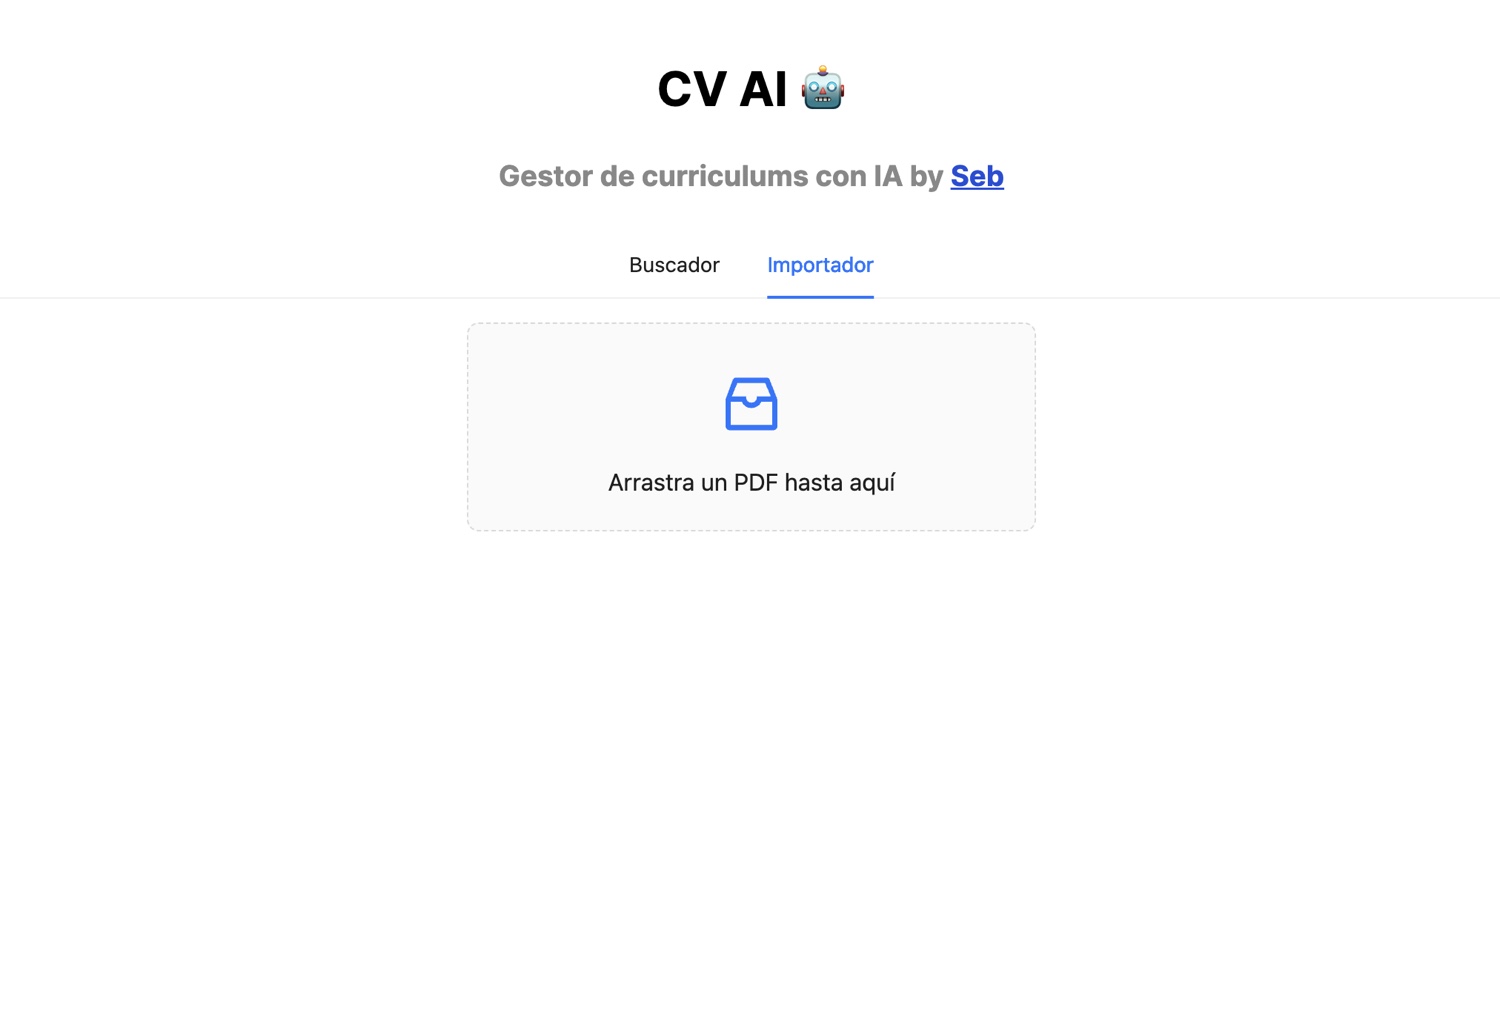 CV AI 🤖
Gestor de curriculums con IA by Seb
Buscador
Importador
Arrastra un PDF hasta aquí